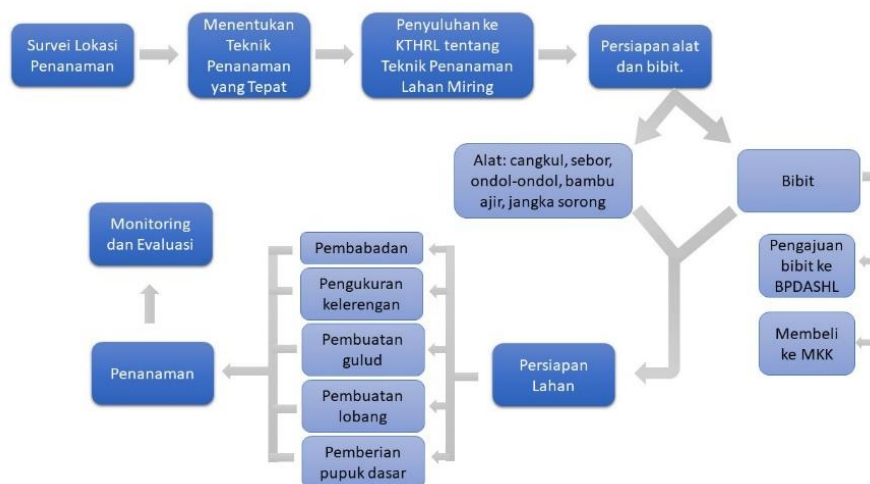 Survei Lokasi
Penanaman
Menentukan
Teknik
Penanaman
yang Tepat
Penyuluhan ke
KTHRL tentang
Teknik Penanaman
Lahan Miring
Persiapan alat
dan bibit.
Alat: cangkul, sebor,
ondol-ondol, bambu
ajir, jangka sorong
Bibit
Pengajuan
bibit ke
BPDASHL
Membeli
ke MKK
Persiapan
Lahan
Pembabadan
Pengukuran
kelerengan
Pembuatan
gulud
Pembuatan
lobang
Pemberian
pupuk dasar
Penanaman
Monitoring
dan Evaluasi